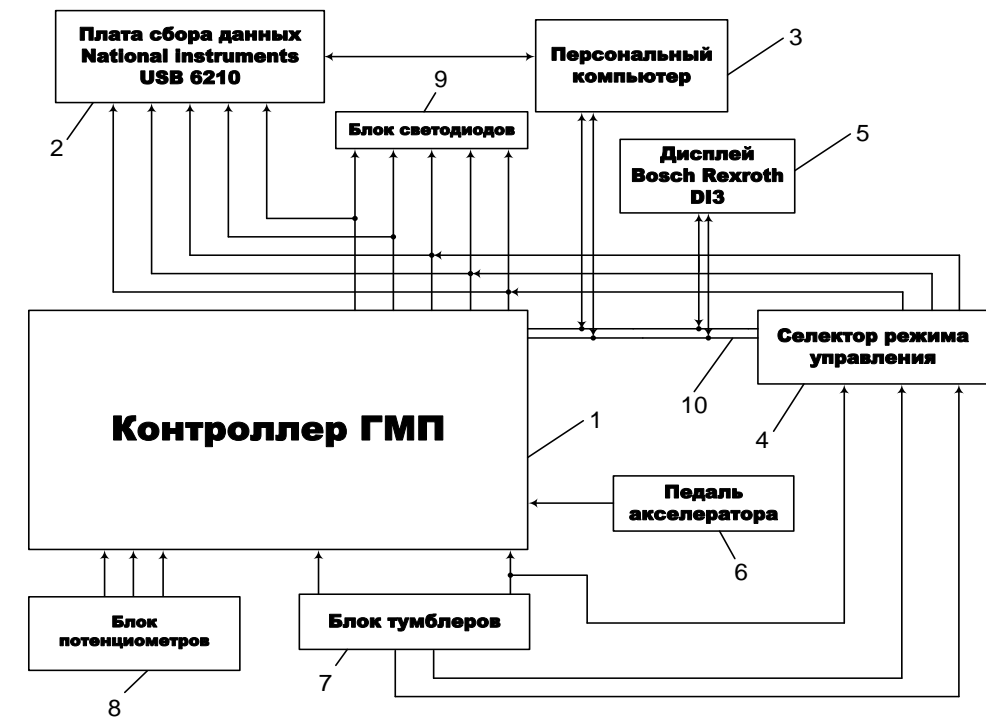 Плата сбора данных
National instruments
USB 6210
2
Персональный
компьютер
3
9
Блок светодиодов
Дисплей
Bosch Rexroth
DI3
5
Контроллер ГМП
1
10
Селектор режима
управления
4
Педаль
акселератора
6
Блок
потенциометров
8
Блок тумблеров
7